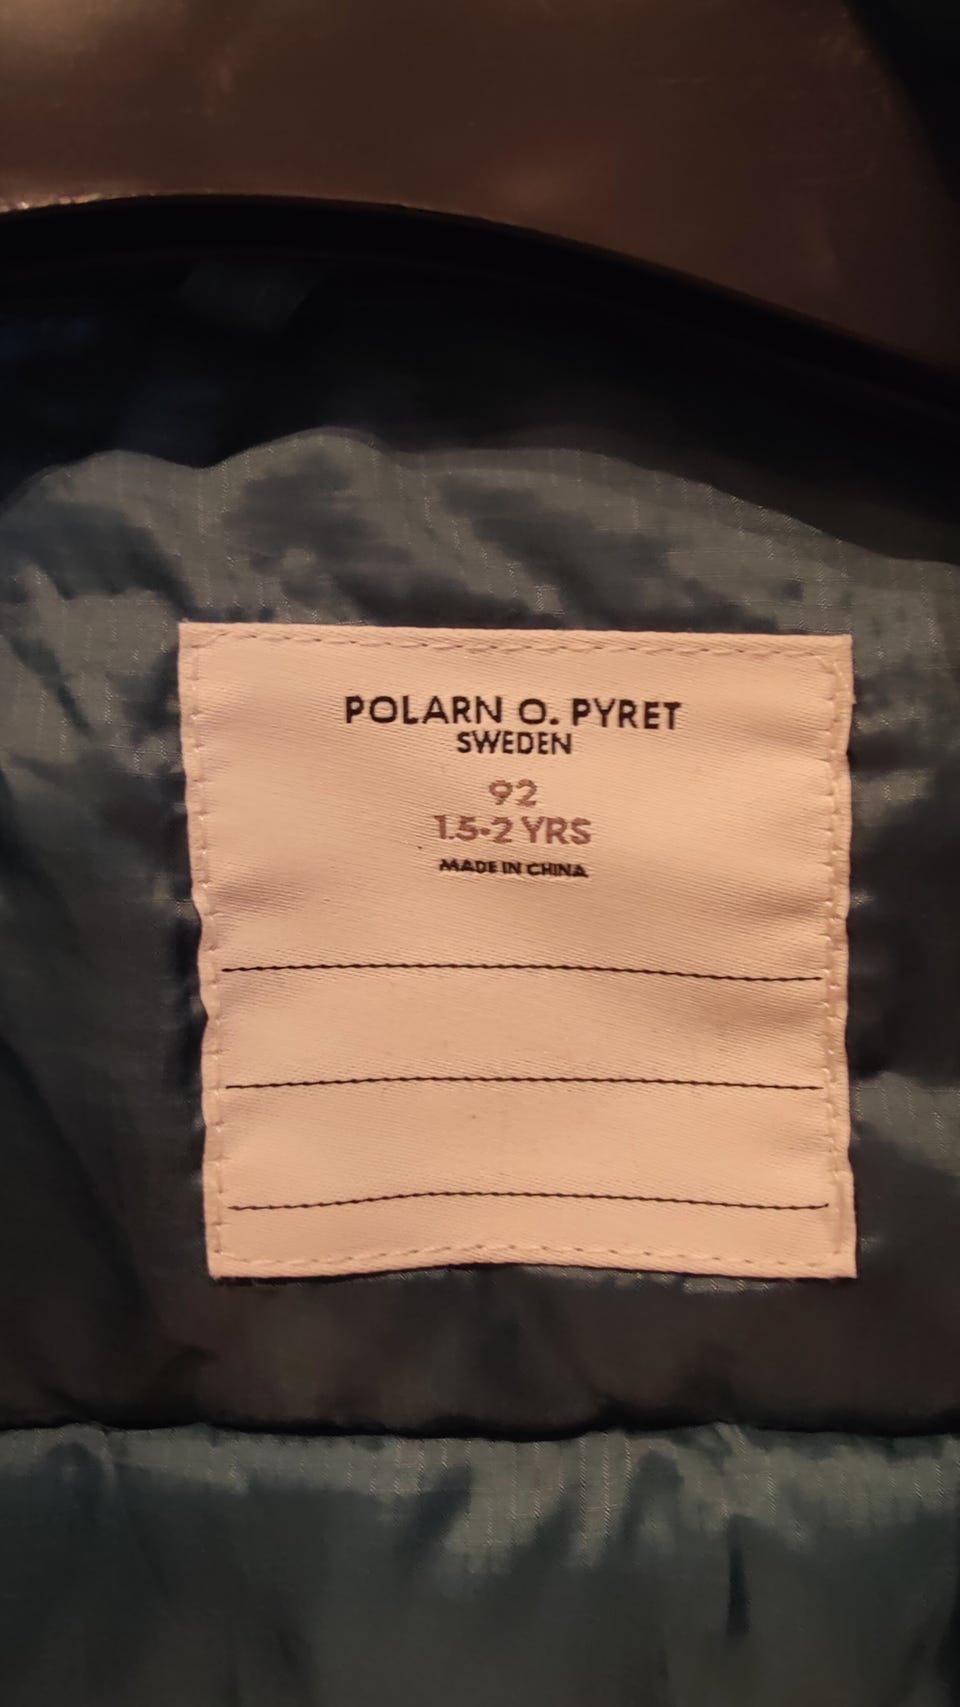 POLARN O. PYRET
SWEDEN
92
1.5-2 YRS
MADE IN CHINA